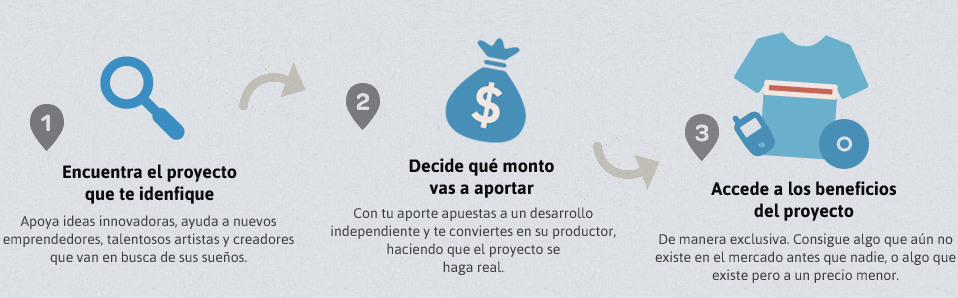 1
Encuentra el proyecto
que te idenfique
Apoya ideas innovadoras, ayuda a nuevos
emprendedores, talentosos artistas y creadores
que van en busca de sus sueños.
2
$
Decide qué monto
vas a aportar
Con tu aporte apuestas a un desarrollo
independiente y te conviertes en su productor,
haciendo que el proyecto se
haga real.
3
Accede a los beneficios
del proyecto
De manera exclusiva. Consigue algo que aún no
existe en el mercado antes que nadie, o algo que
existe pero a un precio menor.